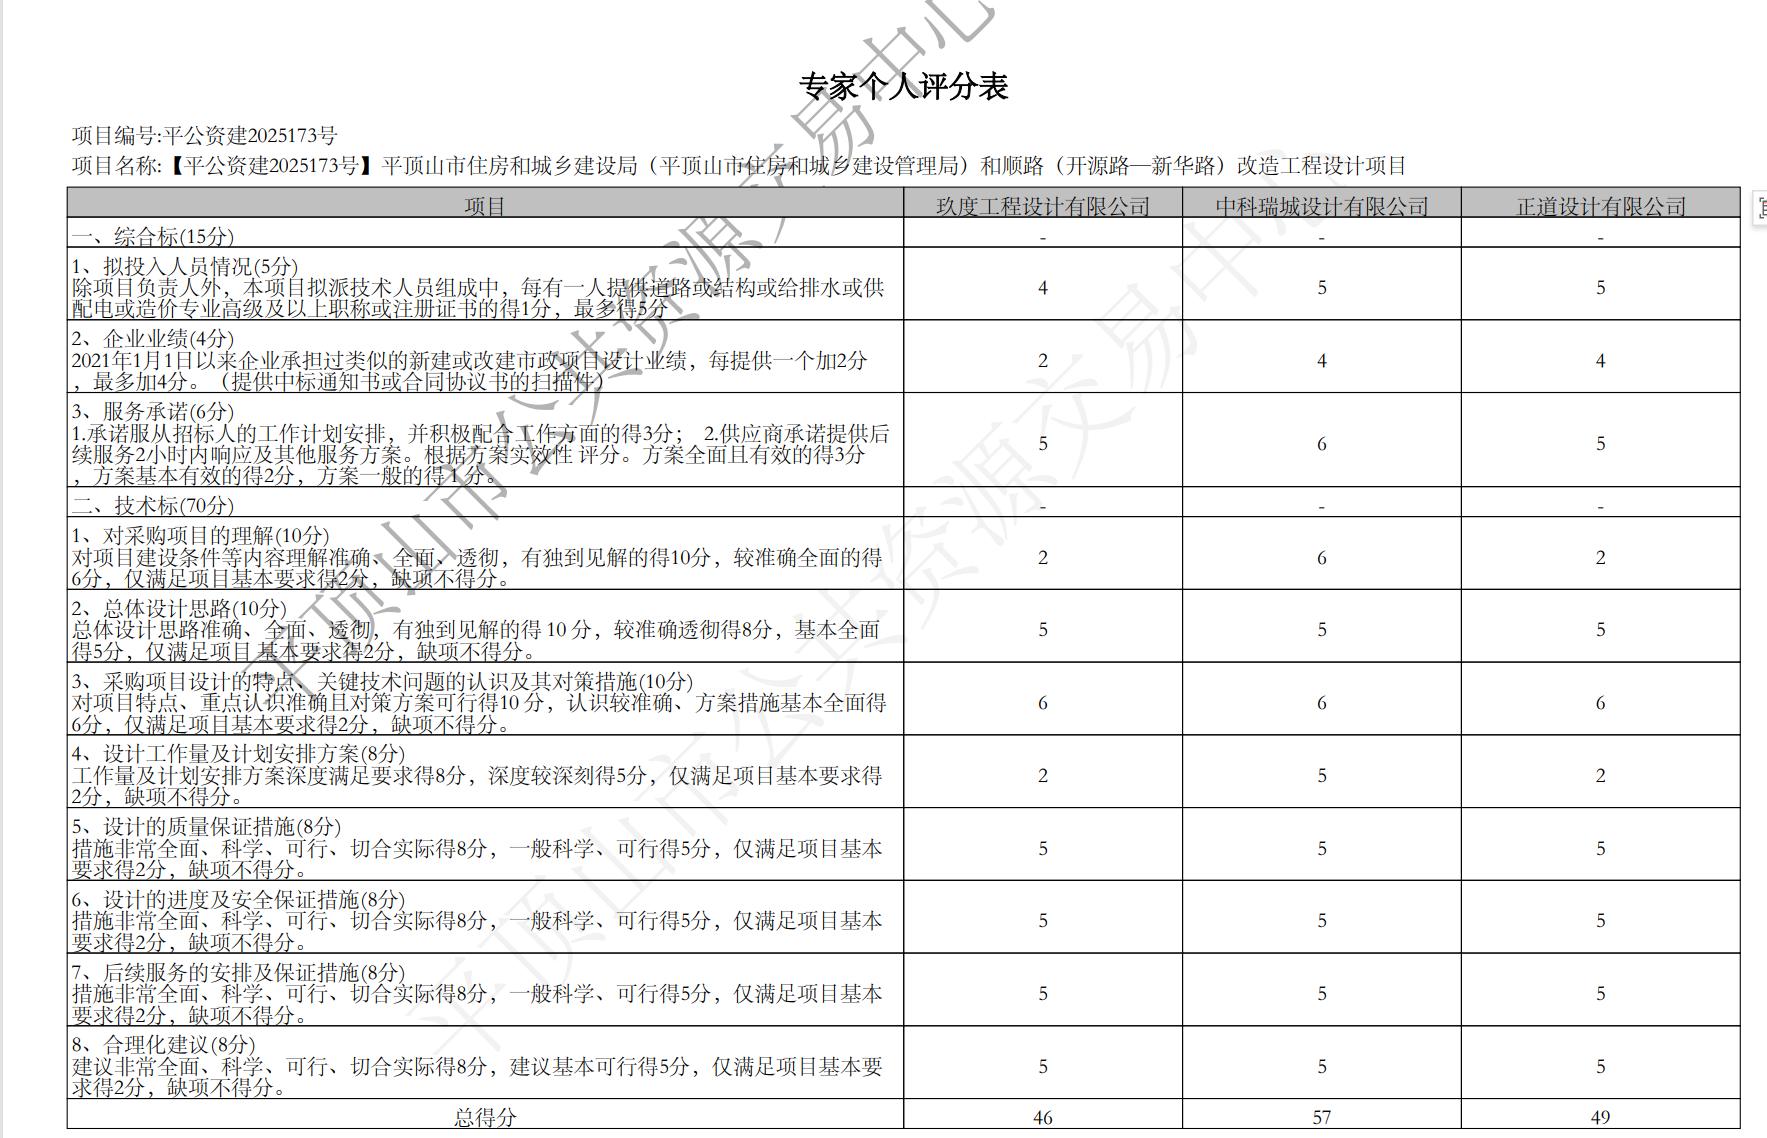 专家个人评分表
项目编号:平公资建2025173号
项目名称:【平公资建2025173号】平顶山市住房和城乡建设局（平顶山市住房和城乡建设管理局）和顺路（开源路—新华路）改造工程设计项目
项目 玖度工程设计有限公司 中科瑞城设计有限公司 正道设计有限公司
一、综合标(15分) - - -
1、拟投入人员情况(5分)
除项目负责人外，本项目拟派技术人员组成中，每有一人提供道路或结构或给排水或供
配电或造价专业高级及以上职称或注册证书的得1分，最多得5分
4 5 5
2、企业业绩(4分)
2021年1月1日以来企业承担过类似的新建或改建市政项目设计业绩，每提供一个加2分
，最多加4分。（提供中标通知书或合同协议书的扫描件）
2 4 4
3、服务承诺(6分)
1.承诺服从招标人的工作计划安排，并积极配合工作方面的得3分； 2.供应商承诺提供后
续服务2小时内响应及其他服务方案。根据方案实效性 评分。方案全面且有效的得3分
，方案基本有效的得2分，方案一般的得 1 分。
5 6 5
二、技术标(70分) - - -
1、对采购项目的理解(10分)
对项目建设条件等内容理解准确、全面、透彻，有独到见解的得10分，较准确全面的得
6分，仅满足项目基本要求得2分，缺项不得分。
2 6 2
2、总体设计思路(10分)
总体设计思路准确、全面、透彻，有独到见解的得 10 分，较准确透彻得8分，基本全面
得5分，仅满足项目 基本要求得2分，缺项不得分。
5 5 5
3、采购项目设计的特点、关键技术问题的认识及其对策措施(10分)
对项目特点、重点认识准确且对策方案可行得10 分，认识较准确、方案措施基本全面得
6分，仅满足项目基本要求得2分，缺项不得分。
6 6 6
4、设计工作量及计划安排方案(8分)
工作量及计划安排方案深度满足要求得8分，深度较深刻得5分，仅满足项目基本要求得
2分，缺项不得分。
2 5 2
5、设计的质量保证措施(8分)
措施非常全面、科学、可行、切合实际得8分，一般科学、可行得5分，仅满足项目基本
要求得2分，缺项不得分。
5 5 5
6、设计的进度及安全保证措施(8分)
措施非常全面、科学、可行、切合实际得8分，一般科学、可行得5分，仅满足项目基本
要求得2分，缺项不得分。
5 5 5
7、后续服务的安排及保证措施(8分)
措施非常全面、科学、可行、切合实际得8分，一般科学、可行得5分，仅满足项目基本
要求得2分，缺项不得分。
5 5 5
8、合理化建议(8分)
建议非常全面、科学、可行、切合实际得8分，建议基本可行得5分，仅满足项目基本要
求得2分，缺项不得分。
5 5 5
总得分 46 57 49
平顶山市公共资源交易中心
平顶山市公共资源交易中心